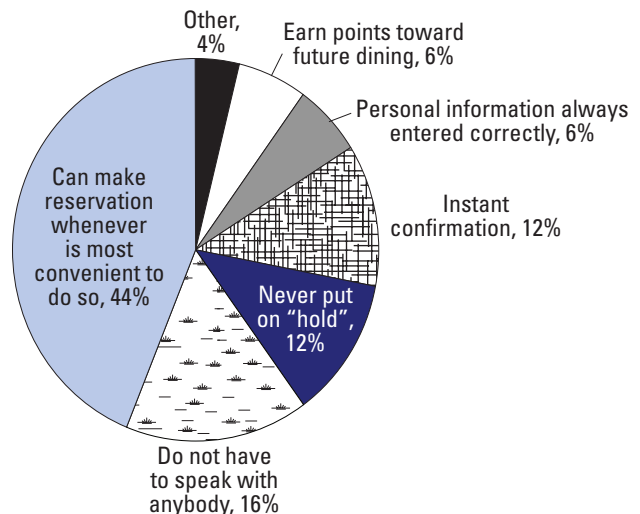 Other,
4%
Earn points toward
future dining, 6%
Personal information always
entered correctly, 6%
Instant
confirmation, 12%
Never put
on “hold”,
12%
Do not have
to speak with
anybody, 16%
Can make
reservation
whenever
is most
convenient to
do so, 44%